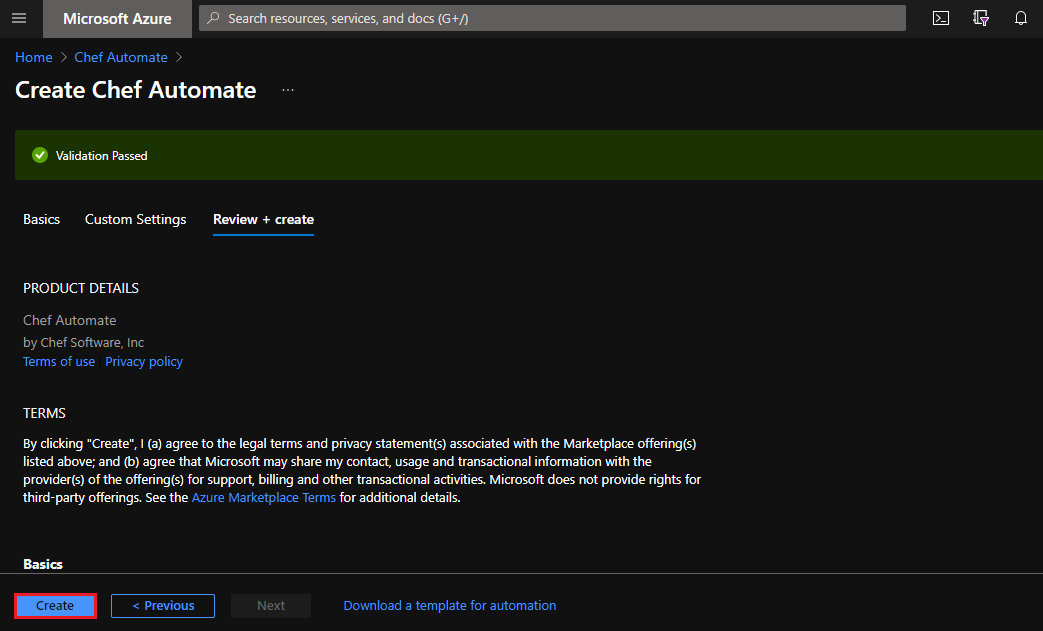 Microsoft Azure
Search resources, services, and docs (G+/)
Home > Chef Automate >
Create Chef Automate ...
Validation Passed
Basics Custom Settings Review + create
PRODUCT DETAILS
Chef Automate
by Chef Software, Inc
Terms of use Privacy policy
TERMS
By clicking "Create", I (a) agree to the legal terms and privacy statement(s) associated with the Marketplace offering(s)
listed above; and (b) agree that Microsoft may share my contact, usage and transactional information with the
provider(s) of the offering(s) for support, billing and other transactional activities. Microsoft does not provide rights for
third-party offerings. See the Azure Marketplace Terms for additional details.
Basics
Create < Previous Next Download a template for automation